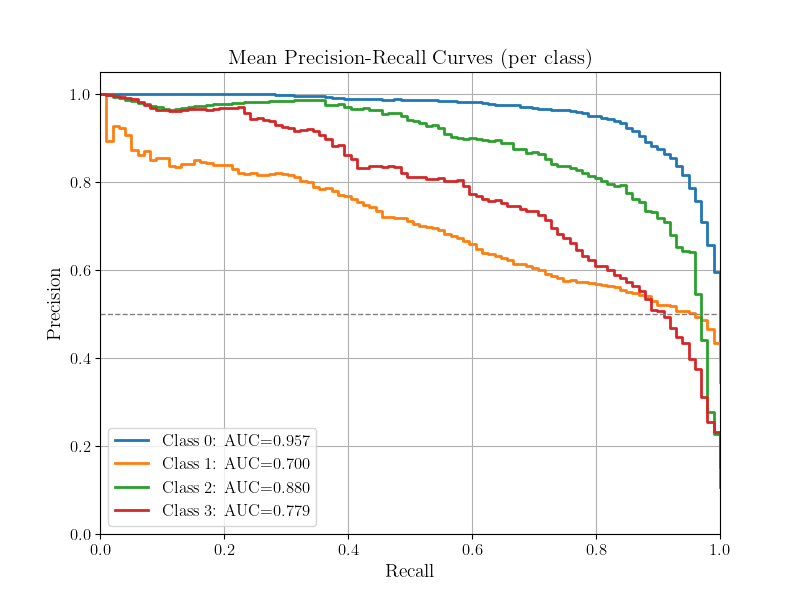 Mean Precision-Recall Curves (per class)
Precision
1.0
0.8
0.6
0.4
0.2
0.0
Class 0: AUC=0.957
Class 1: AUC=0.700
Class 2: AUC=0.880
Class 3: AUC=0.779
0.0 0.2 0.4 0.6 0.8 1.0
Recall